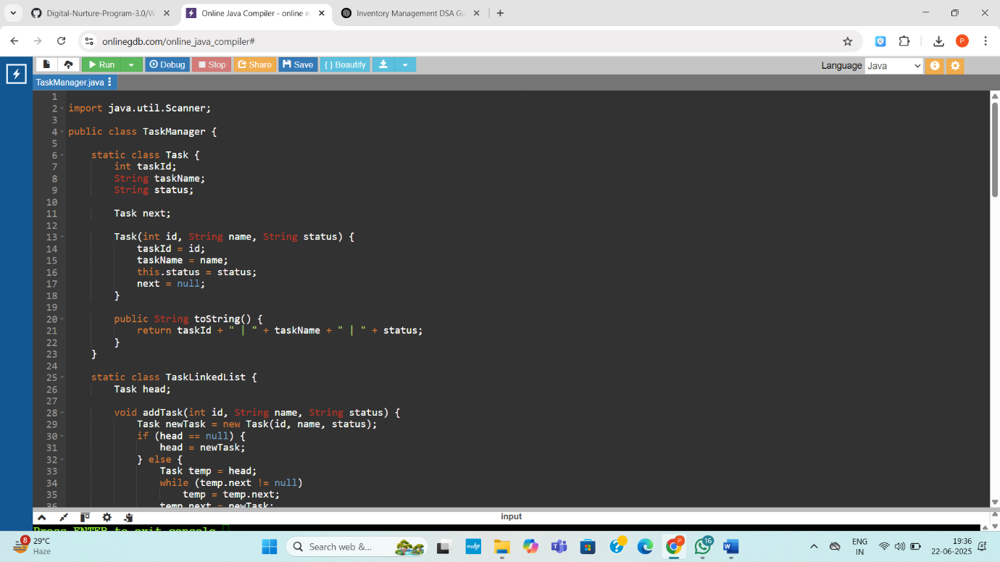 Digital-Nurture-Program-3.0/W
Online Java Compiler - online e
Inventory Management DSA Gu
onlinegdb.com/online_java_compiler#
P
Run
Debug
Stop
Share
Save
{ } Beautify
Language
Java
TaskManager.java
1
2 import java.util.Scanner;
3
4 public class TaskManager {
5
6 static class Task {
7 int taskId;
8 String taskName;
9 String status;
10
11 Task next;
12
13 Task(int id, String name, String status) {
14 taskId = id;
15 taskName = name;
16 this.status = status;
17 next = null;
18 }
19
20 public String toString() {
21 return taskId + " | " + taskName + " | " + status;
22 }
23 }
24
25 static class TaskLinkedList {
26 Task head;
27
28 void addTask(int id, String name, String status) {
29 Task newTask = new Task(id, name, status);
30 if (head == null) {
31 head = newTask;
32 } else {
33 Task temp = head;
34 while (temp.next != null)
35 temp = temp.next;
36 temp.next = newTask;
input
Press ENTER to exit console.
8
29°C
Haze
Search web &...
myhp
P
16
W
ENG
IN
19:36
22-06-2025